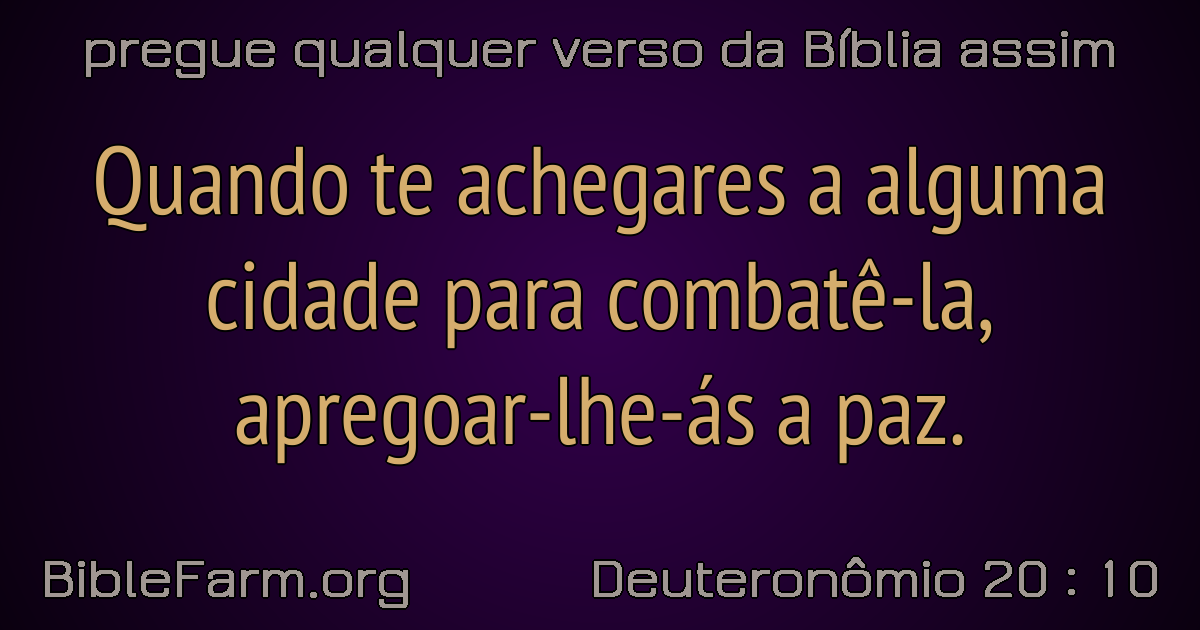 pregue qualquer verso da Bíblia assim
Quando te achegares a alguma
cidade para combatê-la,
apregoar-lhe-ás a paz.
BibleFarm.org
Deuteronômio 20 : 10